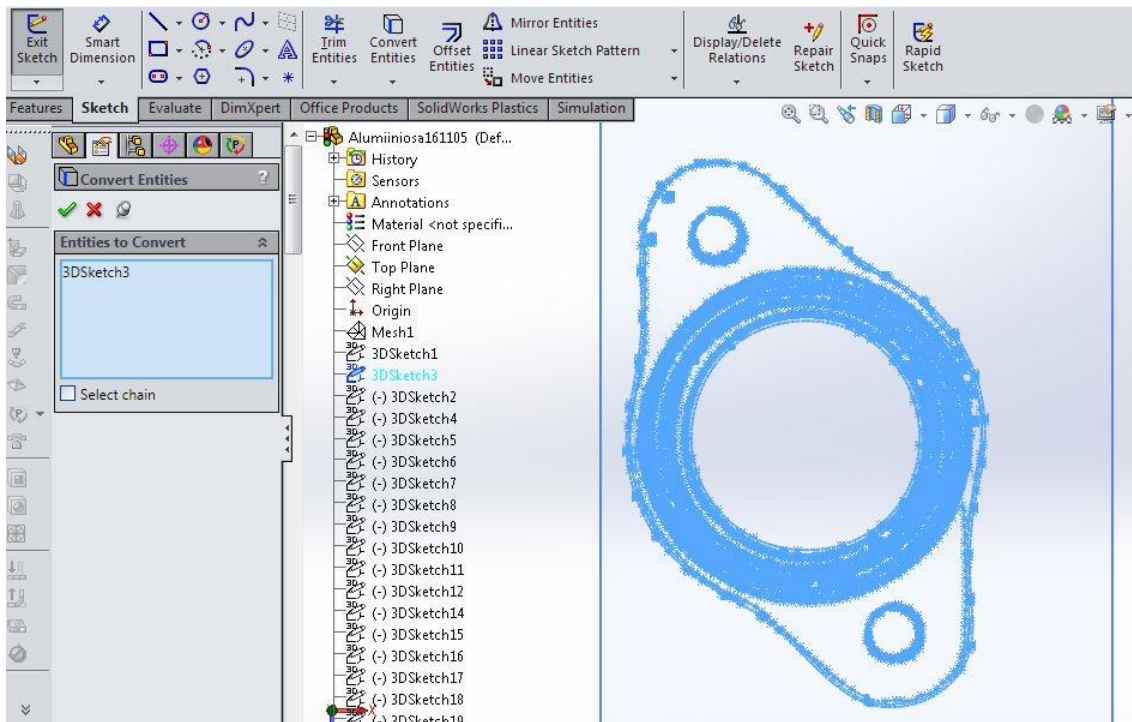 Exit Sketch
Smart Dimension
Trim Entities
Convert Entities
Offset Entities
Mirror Entities
Linear Sketch Pattern
Move Entities
Display/Delete Relations
Repair Sketch
Quick Snaps
Rapid Sketch
Features Sketch Evaluate DimXpert Office Products SolidWorks Plastics Simulation
Convert Entities ?
Entities to Convert
3DSketch3
Select chain
Alumiiniosa161105 (Def...
History
Sensors
Annotations
Material <not specifi...
Front Plane
Top Plane
Right Plane
Origin
Mesh1
3DSketch1
3DSketch3
(-) 3DSketch2
(-) 3DSketch4
(-) 3DSketch5
(-) 3DSketch6
(-) 3DSketch7
(-) 3DSketch8
(-) 3DSketch9
(-) 3DSketch10
(-) 3DSketch11
(-) 3DSketch12
(-) 3DSketch14
(-) 3DSketch15
(-) 3DSketch16
(-) 3DSketch17
(-) 3DSketch18
(-) 3DSketch19